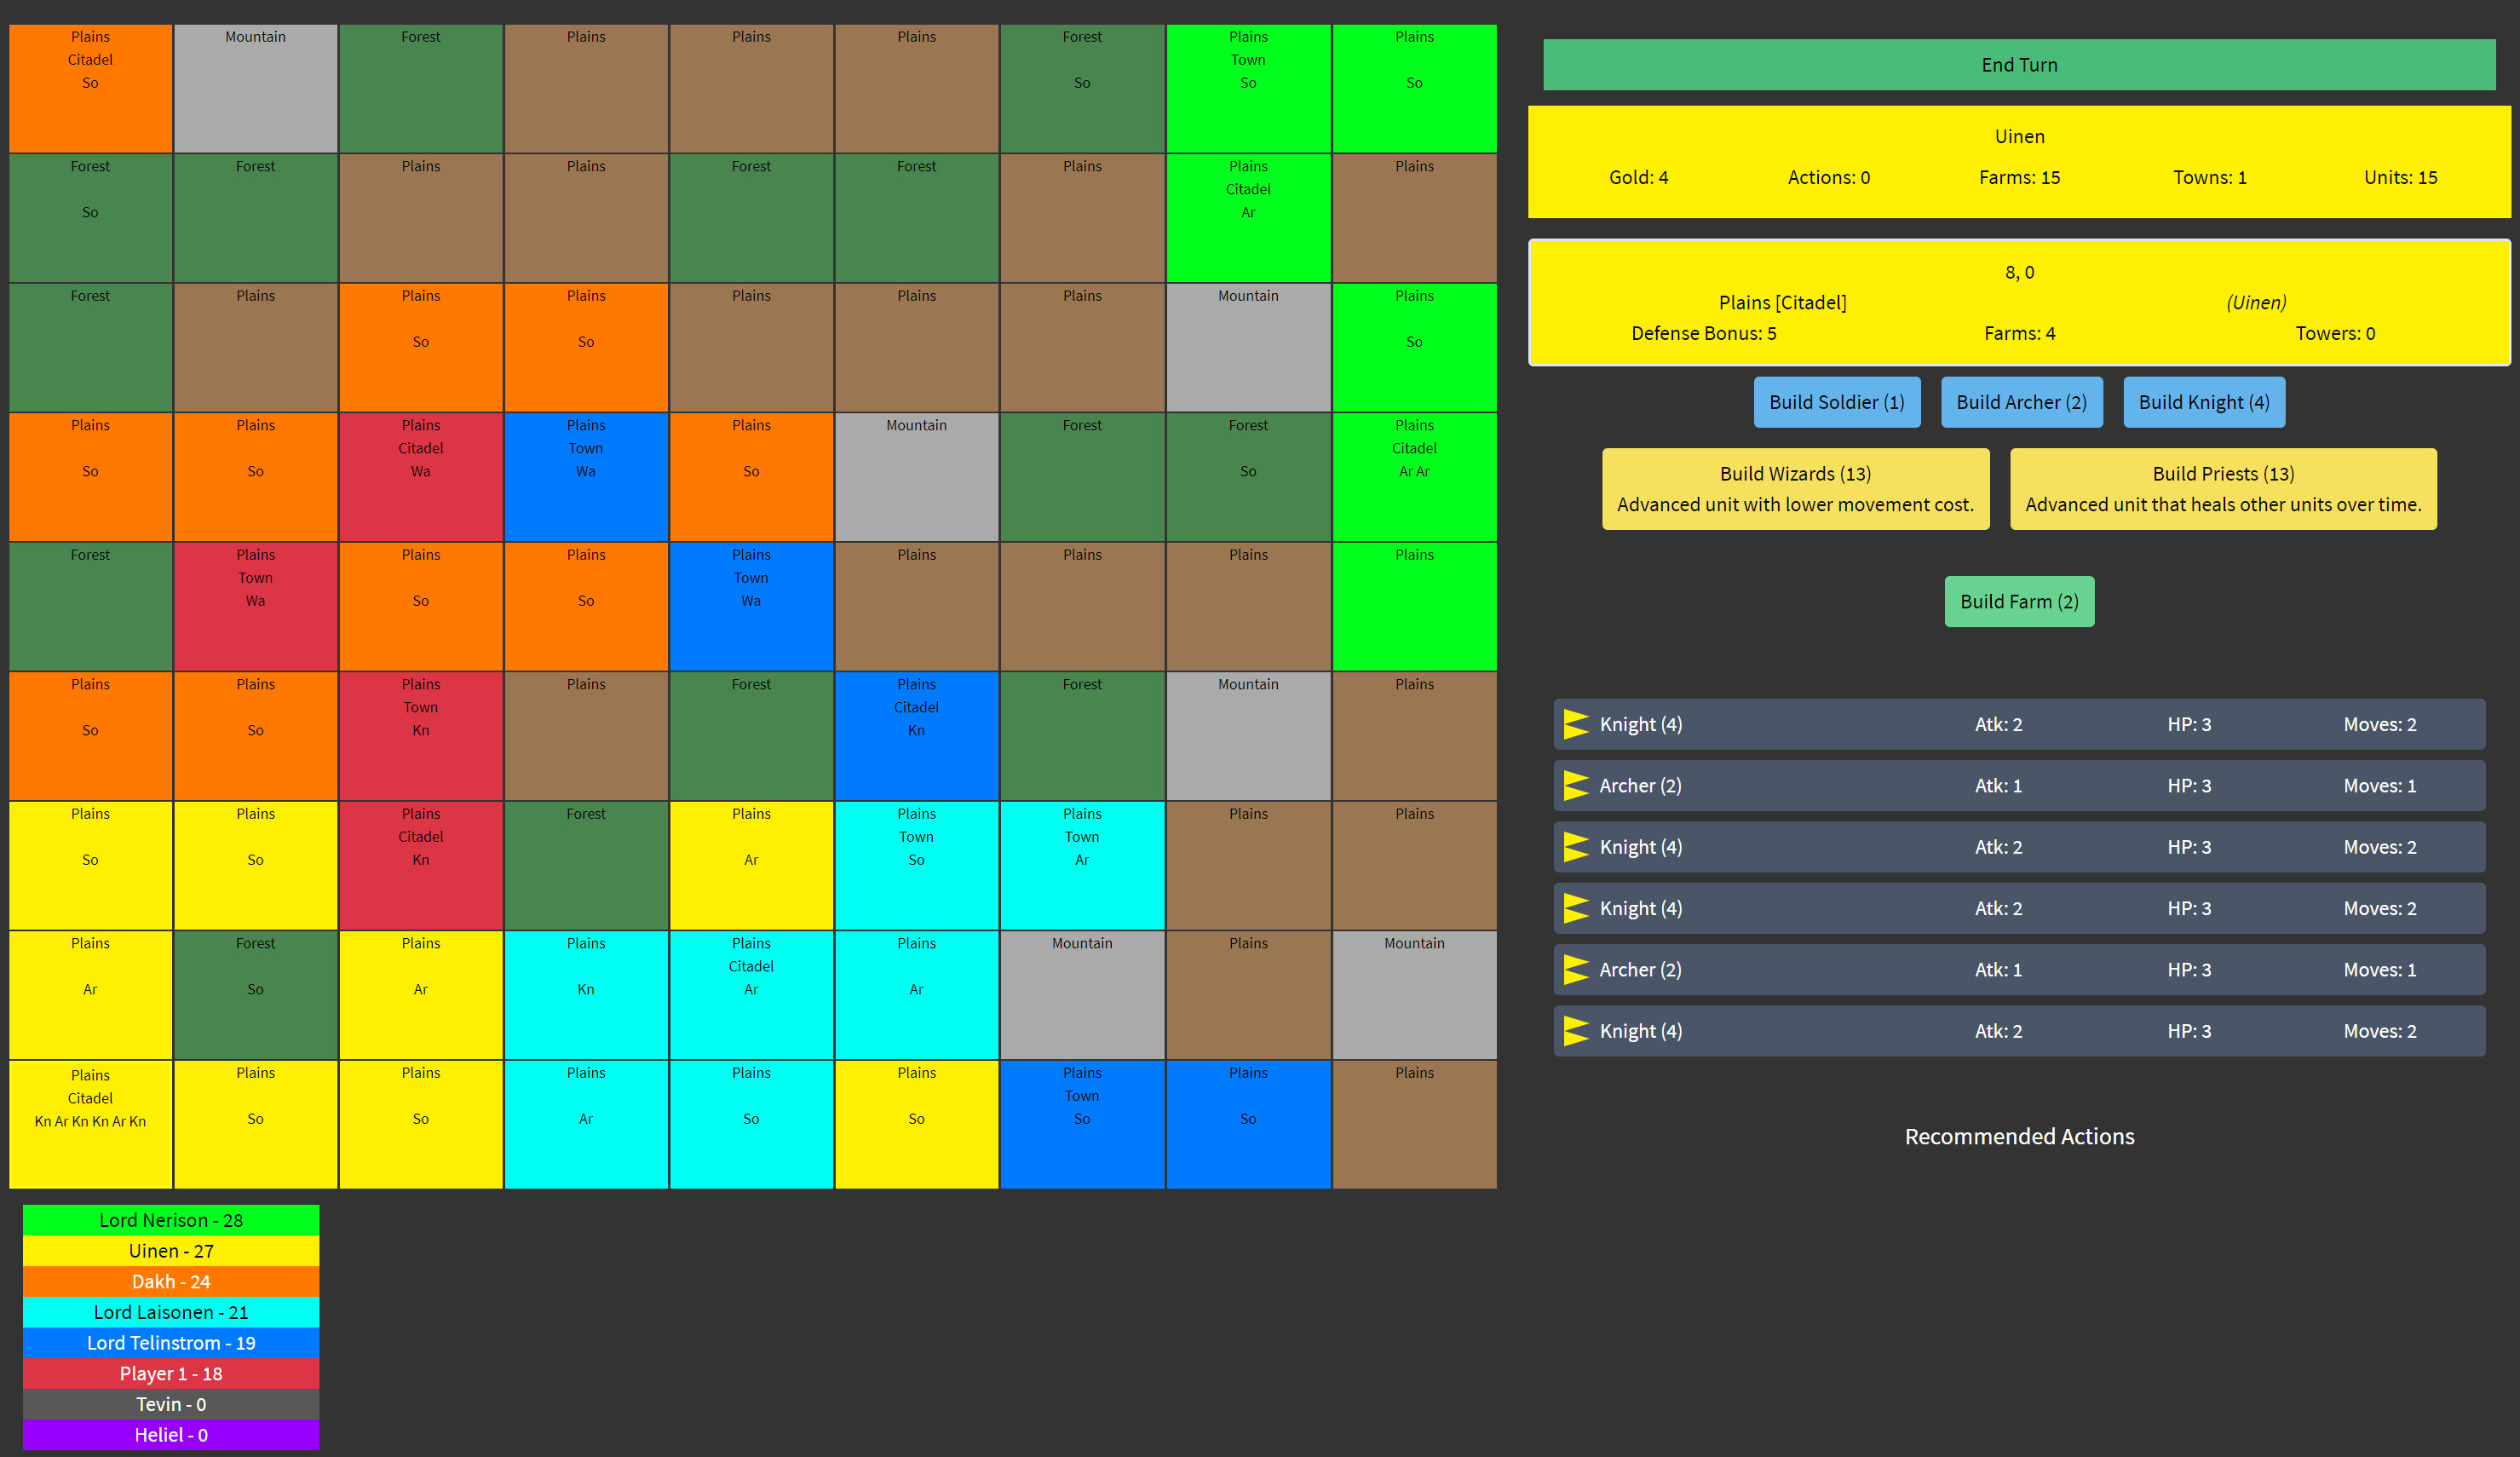 Plains Mountain Forest Plains Plains Plains Forest Plains Plains
Citadel Town
So So So So
Forest Forest Plains Plains Forest Forest Plains Plains Plains
Citadel
So Ar
Forest Plains Plains Plains Plains Plains Plains Mountain Plains
So So So
Plains Plains Plains Plains Plains Mountain Forest Forest Plains
Citadel Town Citadel
So So Wa Wa So So Ar Ar
Forest Plains Plains Plains Plains Plains Plains Plains Plains
Town Town
Wa So So Wa
Plains Plains Plains Plains Forest Plains Forest Mountain Plains
Town Citadel
So So Kn Kn
Plains Plains Plains Forest Plains Plains Plains Plains Plains
Citadel Town Town
So So Kn Ar So Ar
Plains Forest Plains Plains Plains Plains Mountain Plains Mountain
Citadel
Ar So Ar Kn Ar Ar
Plains Plains Plains Plains Plains Plains Plains Plains Plains
Citadel Town
Kn Ar Kn Kn Ar Kn So So Ar So So So So
Lord Nerison - 28
Uinen - 27
Dakh - 24
Lord Laisonen - 21
Lord Telinstrom - 19
Player 1 - 18
Tevin - 0
Heliel - 0
End Turn
Uinen
Gold: 4 Actions: 0 Farms: 15 Towns: 1 Units: 15
8, 0
Plains [Citadel] (Uinen)
Defense Bonus: 5 Farms: 4 Towers: 0
Build Soldier (1) Build Archer (2) Build Knight (4)
Build Wizards (13) Build Priests (13)
Advanced unit with lower movement cost. Advanced unit that heals other units over time.
Build Farm (2)
Knight (4) Atk: 2 HP: 3 Moves: 2
Archer (2) Atk: 1 HP: 3 Moves: 1
Knight (4) Atk: 2 HP: 3 Moves: 2
Knight (4) Atk: 2 HP: 3 Moves: 2
Archer (2) Atk: 1 HP: 3 Moves: 1
Knight (4) Atk: 2 HP: 3 Moves: 2
Recommended Actions